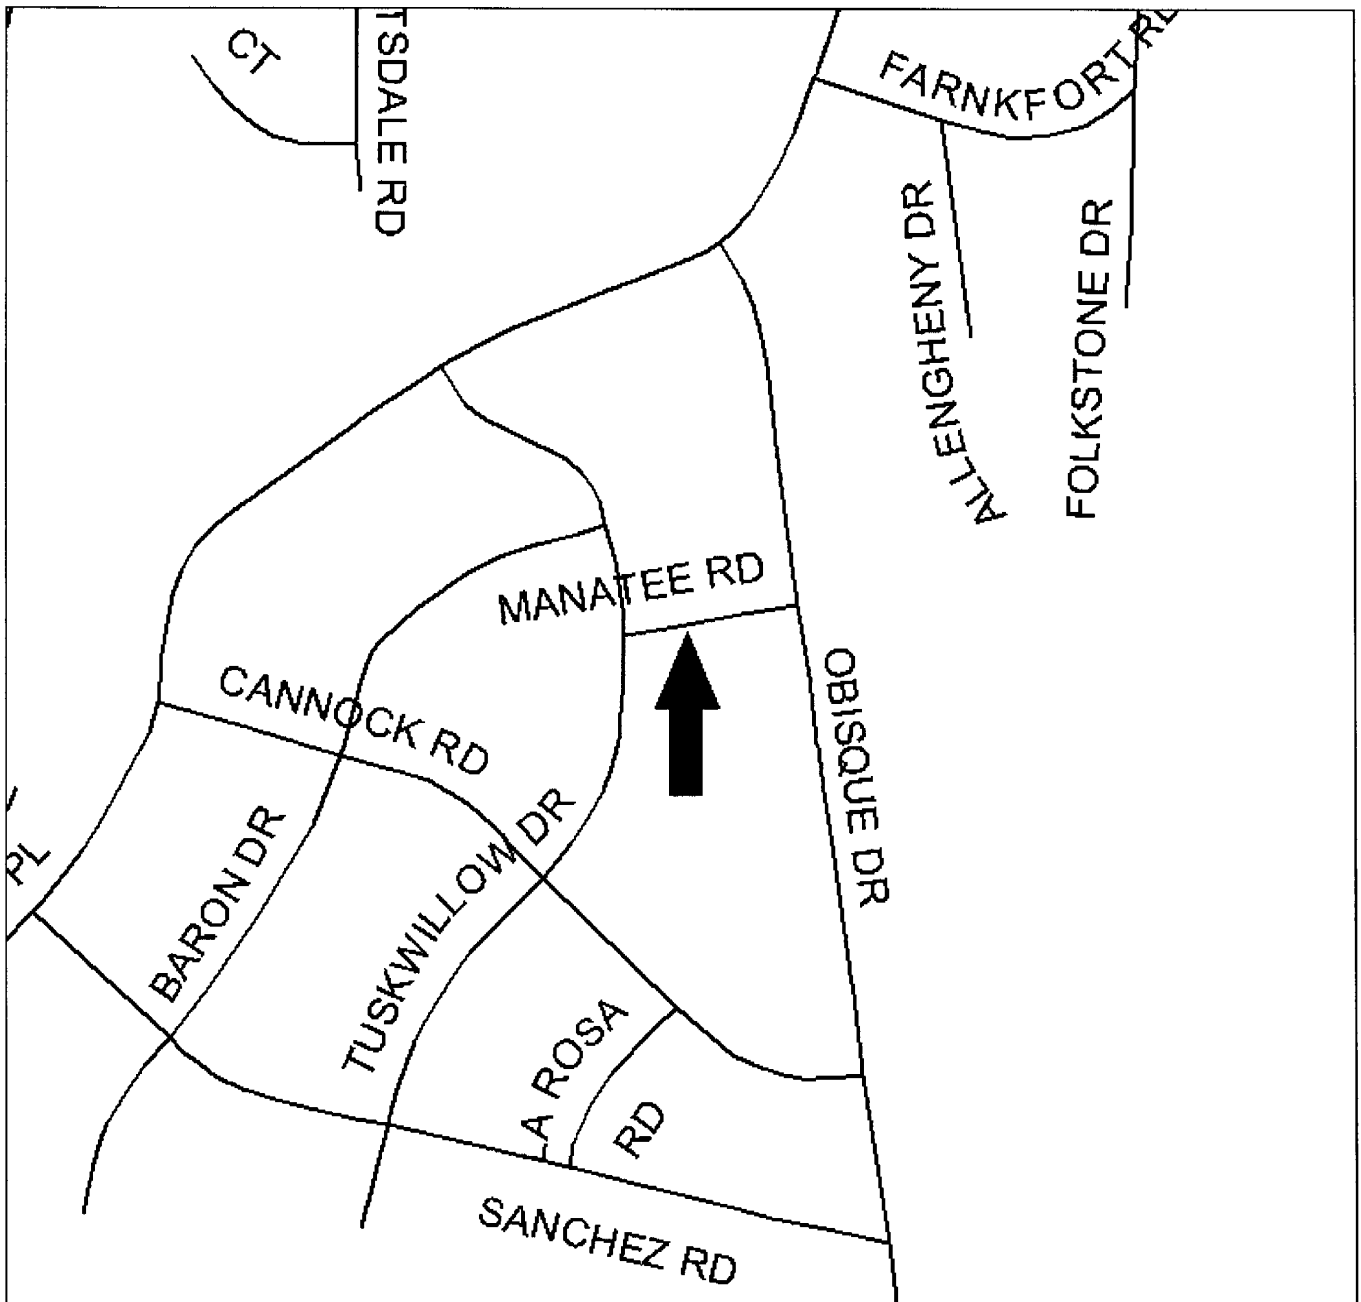 CT
TSDALE RD
FARNKFORT RD
ALLENGHENY DR
FOLKSTONE DR
MANATEE RD
CANNOCK RD
OBISQUE DR
PL
BARON DR
TUSKWILLOW DR
A ROSA
RD
SANCHEZ RD